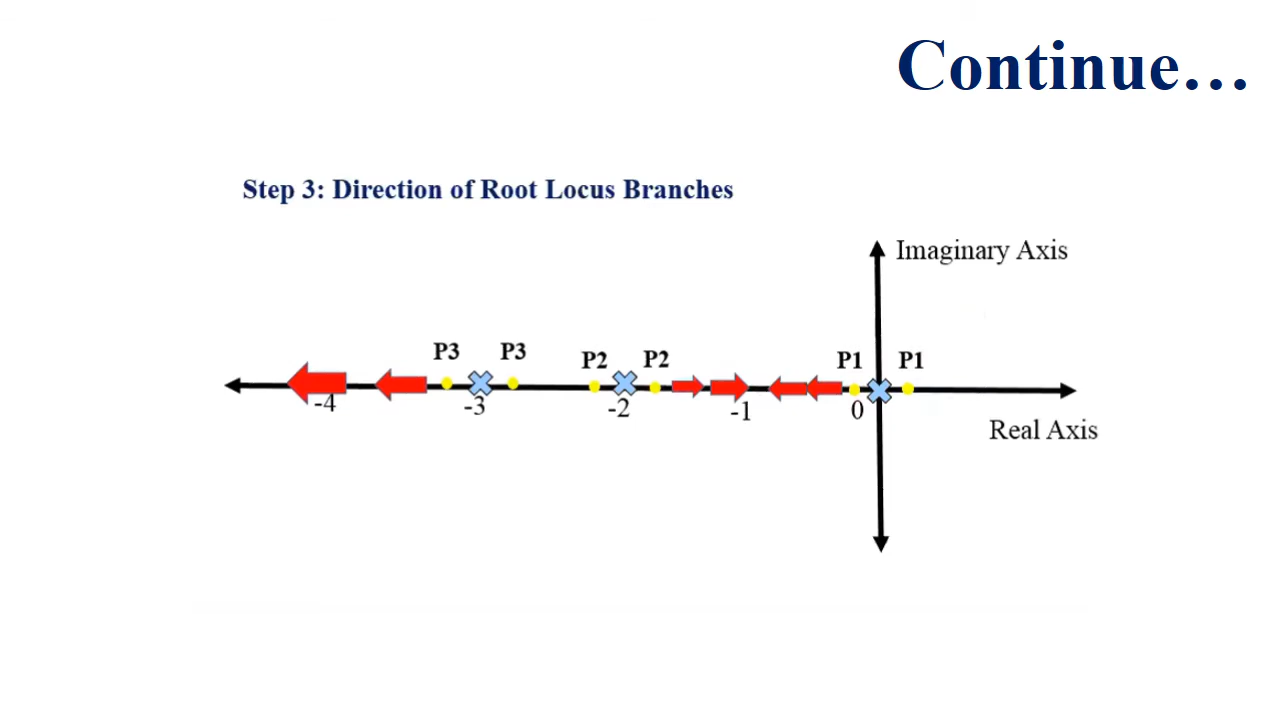 Continue…
Step 3: Direction of Root Locus Branches
Imaginary Axis
P3 P3 P2 P2 P1 P1
-4 -3 -2 -1 0
Real Axis